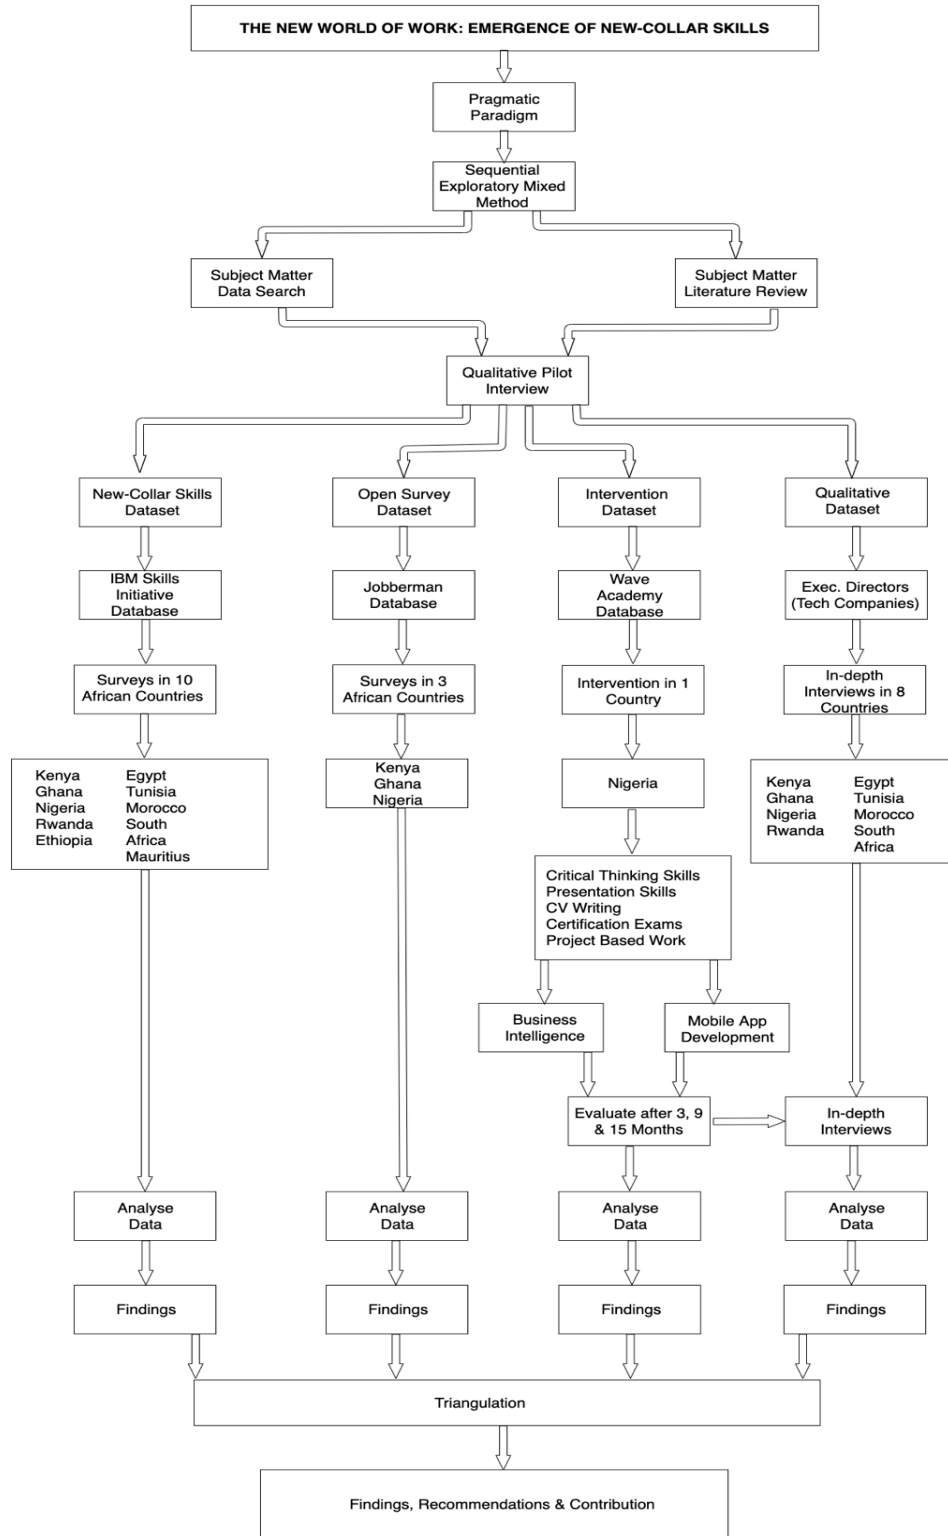 THE NEW WORLD OF WORK: EMERGENCE OF NEW-COLLAR SKILLS
Pragmatic
Paradigm
Sequential
Exploratory Mixed
Method
Subject Matter
Data Search
Subject Matter
Literature Review
Qualitative Pilot
Interview
New-Collar Skills
Dataset
Open Survey
Dataset
Intervention
Dataset
Qualitative
Dataset
IBM Skills
Initiative
Database
Jobberman
Database
Wave
Academy
Database
Exec. Directors
(Tech Companies)
Surveys in 10
African Countries
Surveys in 3
African Countries
Intervention in 1
Country
In-depth
Interviews in 8
Countries
Kenya
Ghana
Nigeria
Rwanda
Ethiopia
Egypt
Tunisia
Morocco
South
Africa
Mauritius
Kenya
Ghana
Nigeria
Nigeria
Kenya
Ghana
Nigeria
Rwanda
Egypt
Tunisia
Morocco
South
Africa
Critical Thinking Skills
Presentation Skills
CV Writing
Certification Exams
Project Based Work
Business
Intelligence
Mobile App
Development
Evaluate after 3, 9
& 15 Months
In-depth
Interviews
Analyse
Data
Analyse
Data
Analyse
Data
Analyse
Data
Findings
Findings
Findings
Findings
Triangulation
Findings, Recommendations & Contribution